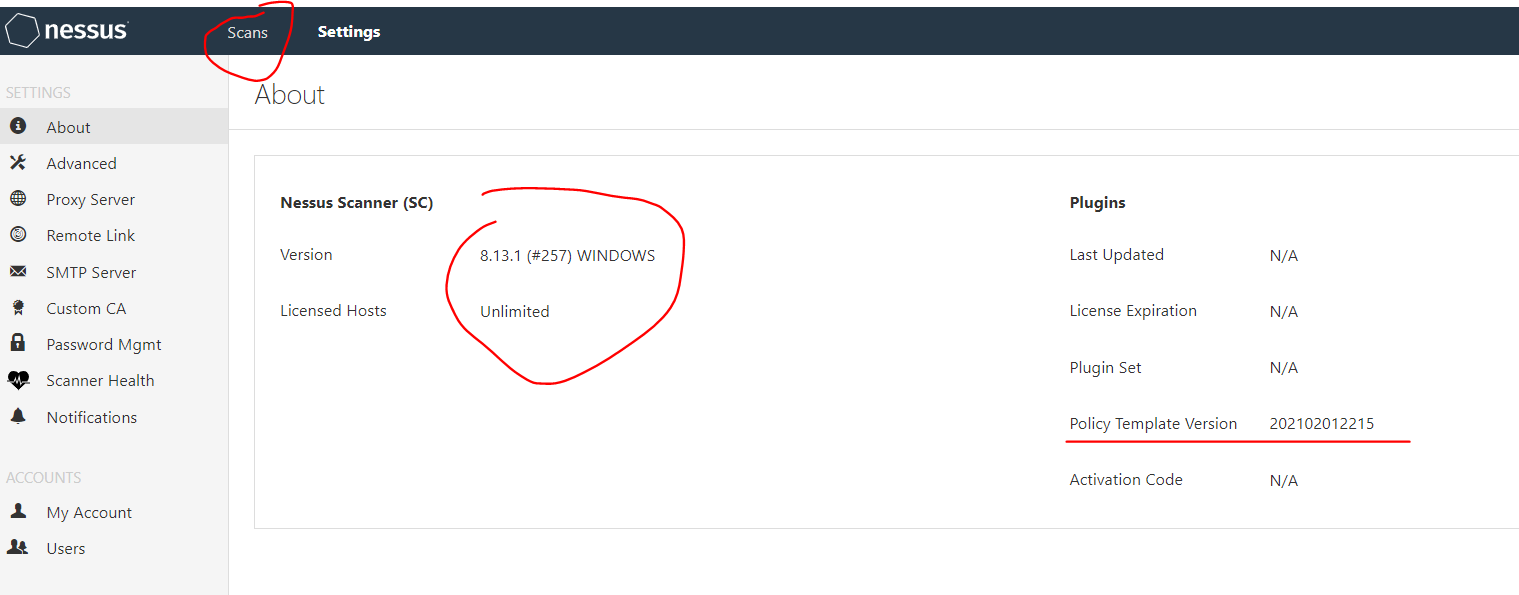 nessus
Scans
Settings
SETTINGS
About
Advanced
Proxy Server
Remote Link
SMTP Server
Custom CA
Password Mgmt
Scanner Health
Notifications
ACCOUNTS
My Account
Users
About
Nessus Scanner (SC)
Version 8.13.1 (#257) WINDOWS
Licensed Hosts Unlimited
Plugins
Last Updated N/A
License Expiration N/A
Plugin Set N/A
Policy Template Version 202102012215
Activation Code N/A